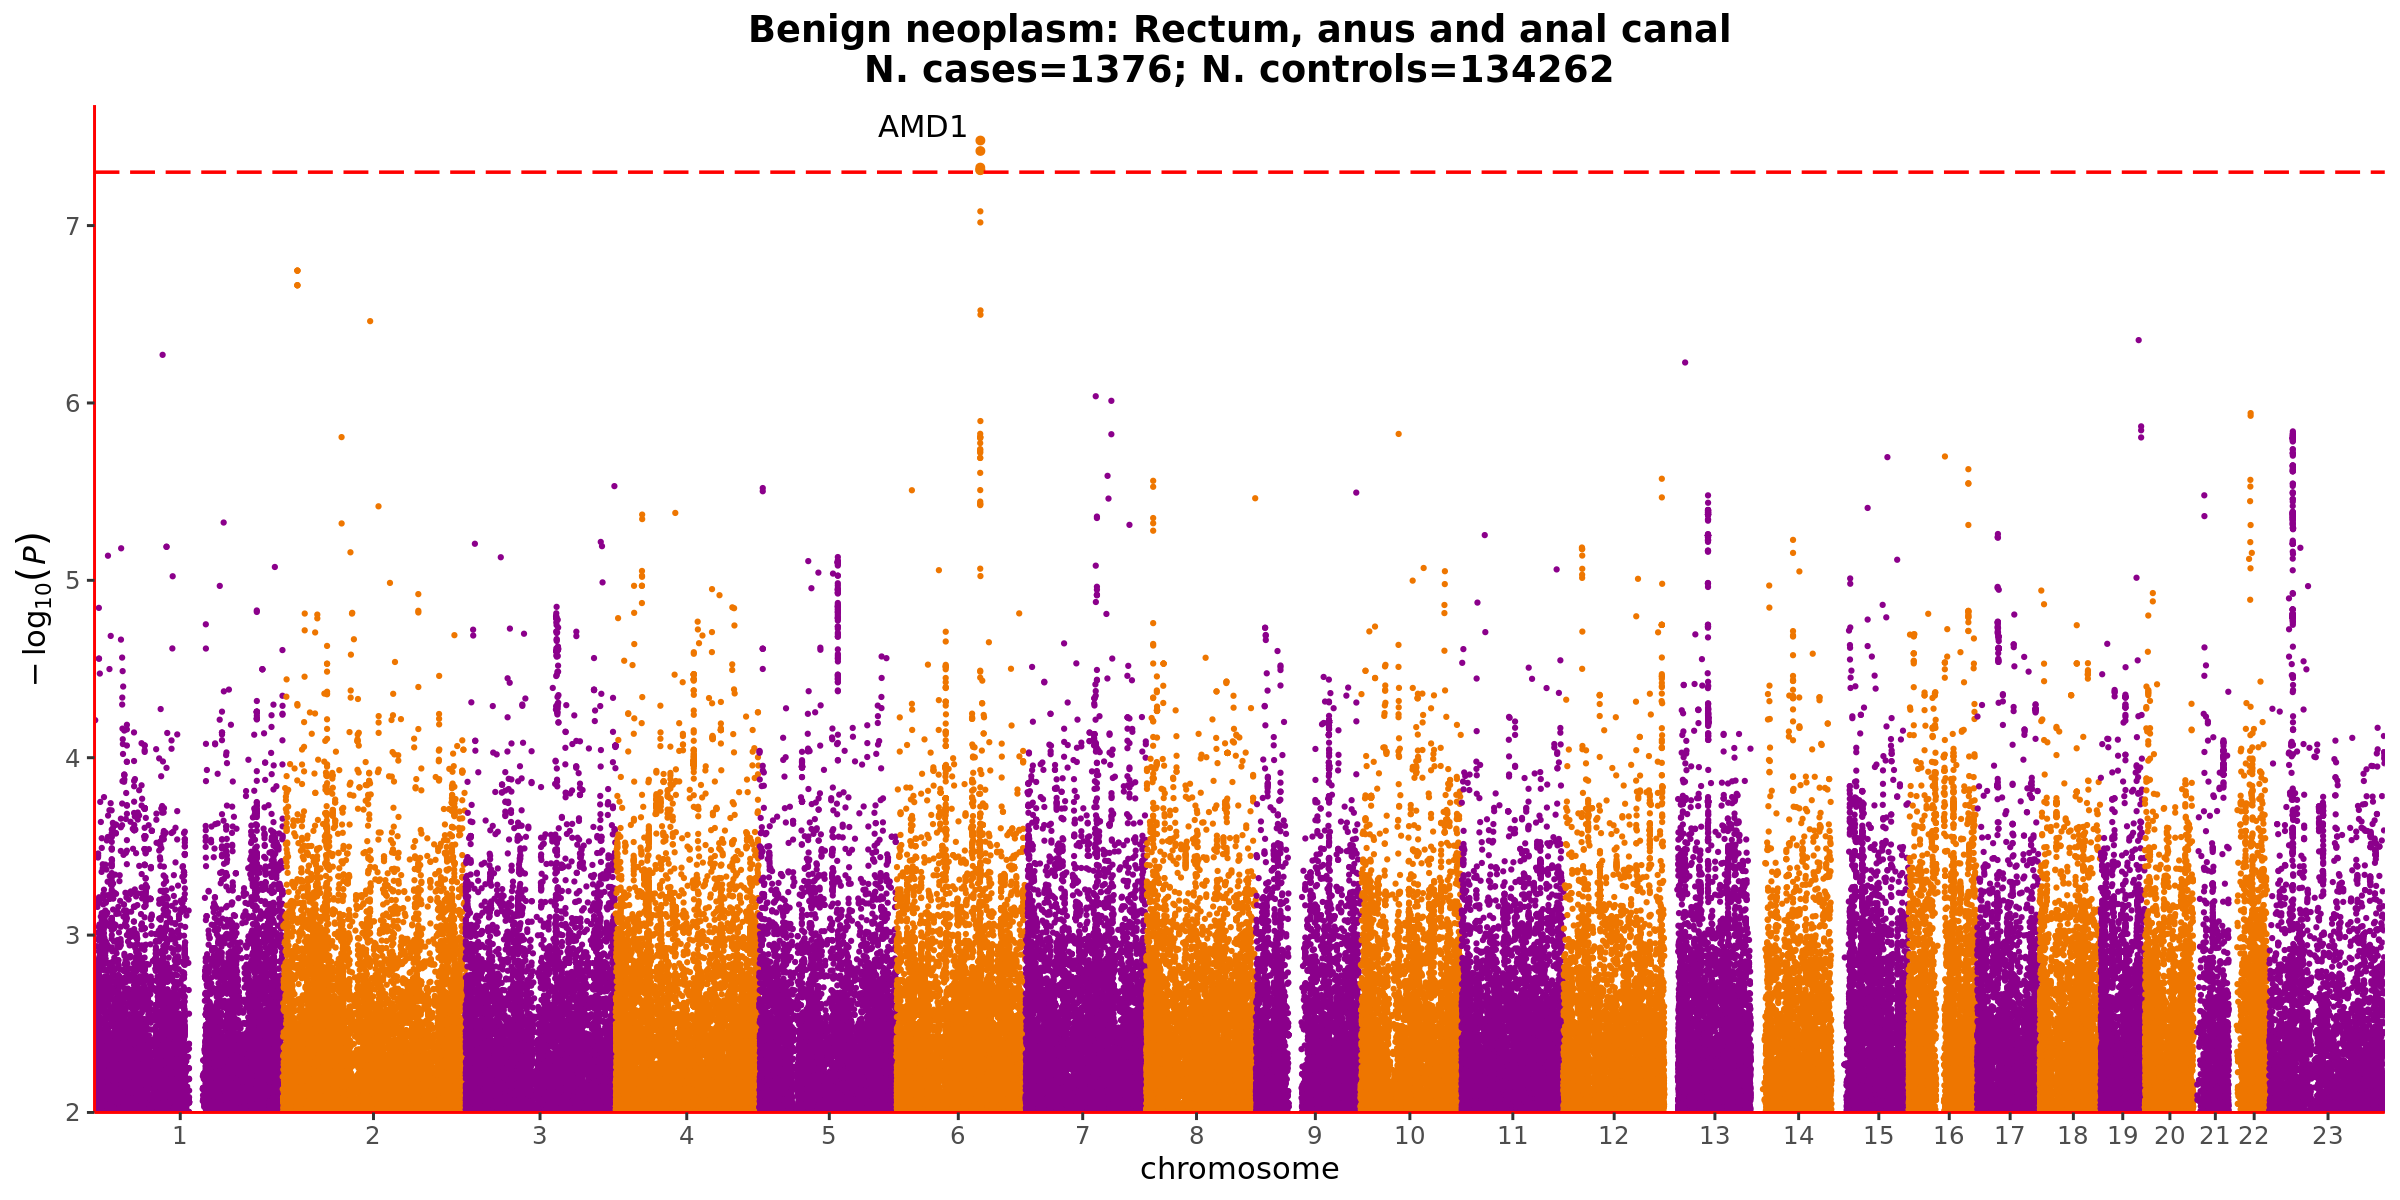 Benign neoplasm: Rectum, anus and anal canal
N. cases=1376; N. controls=134262
AMD1
7
6
5
4
3
2
−log10(P)
1 2 3 4 5 6 7 8 9 10 11 12 13 14 15 16 17 18 19 20 21 22 23
chromosome